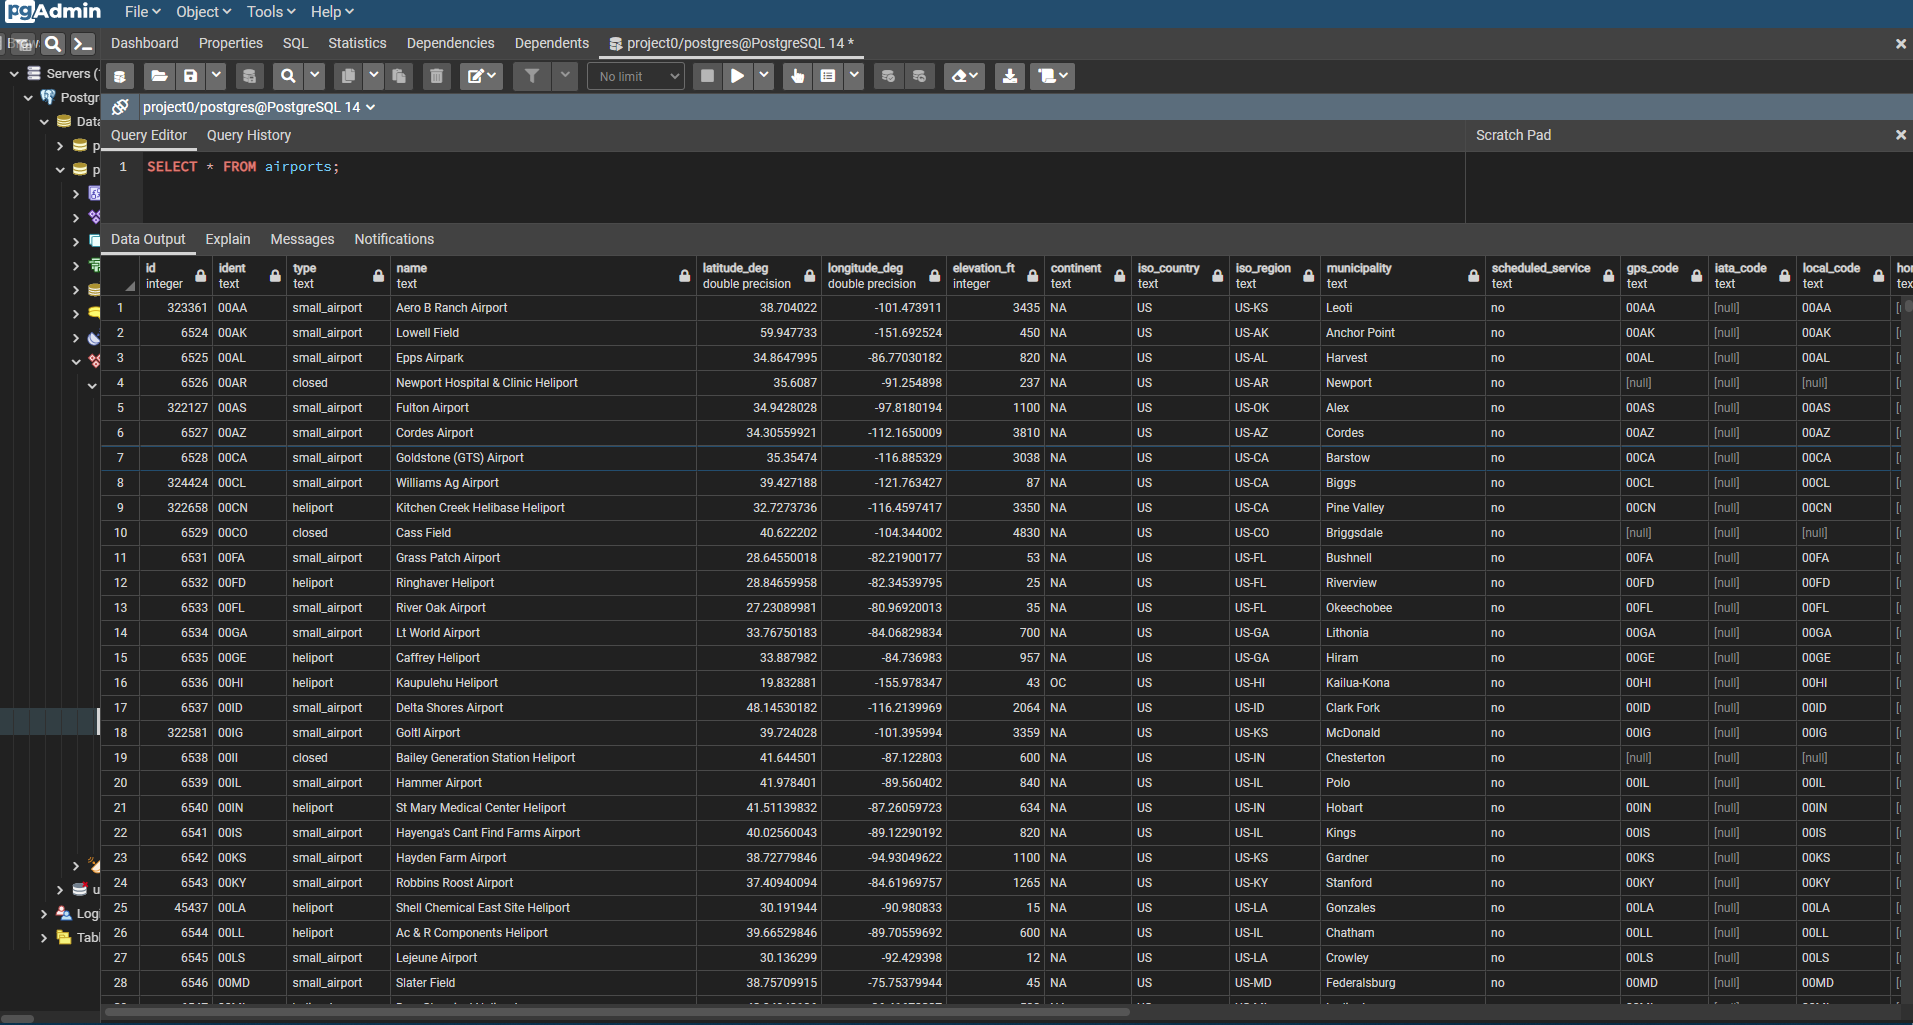 pgAdmin File Object Tools Help
Dashboard Properties SQL Statistics Dependencies Dependents project0/postgres@PostgreSQL 14 *
No limit
Servers (
Postgr
Data
p
p
u
Logi
Tabl
project0/postgres@PostgreSQL 14
Query Editor Query History Scratch Pad
1 SELECT * FROM airports;
Data Output Explain Messages Notifications
id ident type name latitude_deg longitude_deg elevation_ft continent iso_country iso_region municipality scheduled_service gps_code iata_code local_code
integer text text text double precision double precision integer text text text text text text text text
1 323361 00AA small_airport Aero B Ranch Airport 38.704022 -101.473911 3435 NA US US-KS Leoti no 00AA [null] 00AA
2 6524 00AK small_airport Lowell Field 59.947733 -151.692524 450 NA US US-AK Anchor Point no 00AK [null] 00AK
3 6525 00AL small_airport Epps Airpark 34.8647995 -86.77030182 820 NA US US-AL Harvest no 00AL [null] 00AL
4 6526 00AR closed Newport Hospital & Clinic Heliport 35.6087 -91.254898 237 NA US US-AR Newport no [null] [null] [null]
5 322127 00AS small_airport Fulton Airport 34.9428028 -97.8180194 1100 NA US US-OK Alex no 00AS [null] 00AS
6 6527 00AZ small_airport Cordes Airport 34.30559921 -112.1650009 3810 NA US US-AZ Cordes no 00AZ [null] 00AZ
7 6528 00CA small_airport Goldstone (GTS) Airport 35.35474 -116.885329 3038 NA US US-CA Barstow no 00CA [null] 00CA
8 324424 00CL small_airport Williams Ag Airport 39.427188 -121.763427 87 NA US US-CA Biggs no 00CL [null] 00CL
9 322658 00CN heliport Kitchen Creek Helibase Heliport 32.7273736 -116.4597417 3350 NA US US-CA Pine Valley no 00CN [null] 00CN
10 6529 00CO closed Cass Field 40.622202 -104.344002 4830 NA US US-CO Briggsdale no [null] [null] [null]
11 6531 00FA small_airport Grass Patch Airport 28.64550018 -82.21900177 53 NA US US-FL Bushnell no 00FA [null] 00FA
12 6532 00FD heliport Ringhaver Heliport 28.84659958 -82.34539795 25 NA US US-FL Riverview no 00FD [null] 00FD
13 6533 00FL small_airport River Oak Airport 27.23089981 -80.96920013 35 NA US US-FL Okeechobee no 00FL [null] 00FL
14 6534 00GA small_airport Lt World Airport 33.76750183 -84.06829834 700 NA US US-GA Lithonia no 00GA [null] 00GA
15 6535 00GE heliport Caffrey Heliport 33.887982 -84.736983 957 NA US US-GA Hiram no 00GE [null] 00GE
16 6536 00HI heliport Kaupulehu Heliport 19.832881 -155.978347 43 OC US US-HI Kailua-Kona no 00HI [null] 00HI
17 6537 00ID small_airport Delta Shores Airport 48.14530182 -116.2139969 2064 NA US US-ID Clark Fork no 00ID [null] 00ID
18 322581 00IG small_airport Goltl Airport 39.724028 -101.395994 3359 NA US US-KS McDonald no 00IG [null] 00IG
19 6538 00II closed Bailey Generation Station Heliport 41.644501 -87.122803 600 NA US US-IN Chesterton no [null] [null] [null]
20 6539 00IL small_airport Hammer Airport 41.978401 -89.560402 840 NA US US-IL Polo no 00IL [null] 00IL
21 6540 00IN heliport St Mary Medical Center Heliport 41.51139832 -87.26059723 634 NA US US-IN Hobart no 00IN [null] 00IN
22 6541 00IS small_airport Hayenga's Cant Find Farms Airport 40.02560043 -89.12290192 820 NA US US-IL Kings no 00IS [null] 00IS
23 6542 00KS small_airport Hayden Farm Airport 38.72779846 -94.93049622 1100 NA US US-KS Gardner no 00KS [null] 00KS
24 6543 00KY small_airport Robbins Roost Airport 37.40940094 -84.61969757 1265 NA US US-KY Stanford no 00KY [null] 00KY
25 45437 00LA heliport Shell Chemical East Site Heliport 30.191944 -90.980833 15 NA US US-LA Gonzales no 00LA [null] 00LA
26 6544 00LL heliport Ac & R Components Heliport 39.66529846 -89.70559692 600 NA US US-IL Chatham no 00LL [null] 00LL
27 6545 00LS small_airport Lejeune Airport 30.136299 -92.429398 12 NA US US-LA Crowley no 00LS [null] 00LS
28 6546 00MD small_airport Slater Field 38.75709915 -75.75379944 45 NA US US-MD Federalsburg no 00MD [null] 00MD